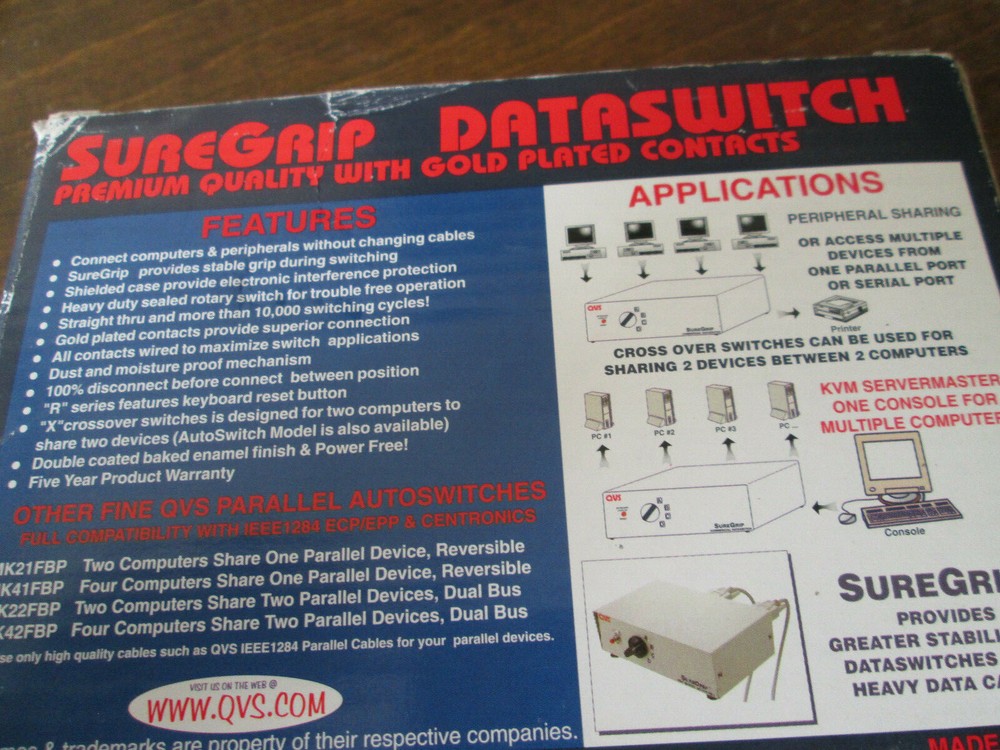 SUREGRIP DATASWITCH
PREMIUM QUALITY WITH GOLD PLATED CONTACTS
FEATURES
• Connect computers & peripherals without changing cables
• SureGrip provides stable grip during switching
• Shielded case provide electronic interference protection
• Heavy duty sealed rotary switch for trouble free operation
• Straight thru and more than 10,000 switching cycles!
• Gold plated contacts provide superior connection
• All contacts wired to maximize switch applications
• Dust and moisture proof mechanism
• 100% disconnect before connect between position
• "R" series features keyboard reset button
• "X"crossover switches is designed for two computers to
share two devices (AutoSwitch Model is also available)
• Double coated baked enamel finish & Power Free!
• Five Year Product Warranty
OTHER FINE QVS PARALLEL AUTOSWITCHES
FULL COMPATIBILITY WITH IEEE1284 ECP/EPP & CENTRONICS
MK21FBP Two Computers Share One Parallel Device, Reversible
K41FBP Four Computers Share One Parallel Device, Reversible
K22FBP Two Computers Share Two Parallel Devices, Dual Bus
K42FBP Four Computers Share Two Parallel Devices, Dual Bus
se only high quality cables such as QVS IEEE1284 Parallel Cables for your parallel devices.
VISIT US ON THE WEB @
WWW.QVS.COM
mes & trademarks are property of their respective companies.
APPLICATIONS
PERIPHERAL SHARING
OR ACCESS MULTIPLE
DEVICES FROM
ONE PARALLEL PORT
OR SERIAL PORT
QVS
SUREGRIP
Printer
CROSS OVER SWITCHES CAN BE USED FOR
SHARING 2 DEVICES BETWEEN 2 COMPUTERS
KVM SERVERMASTER
ONE CONSOLE FOR
MULTIPLE COMPUTER
PC #1
PC #2
PC #3
PC ...
QVS
SUREGRIP
Console
SUREGRI
PROVIDES
GREATER STABIL
DATASWITCHES
HEAVY DATA CA
MADE